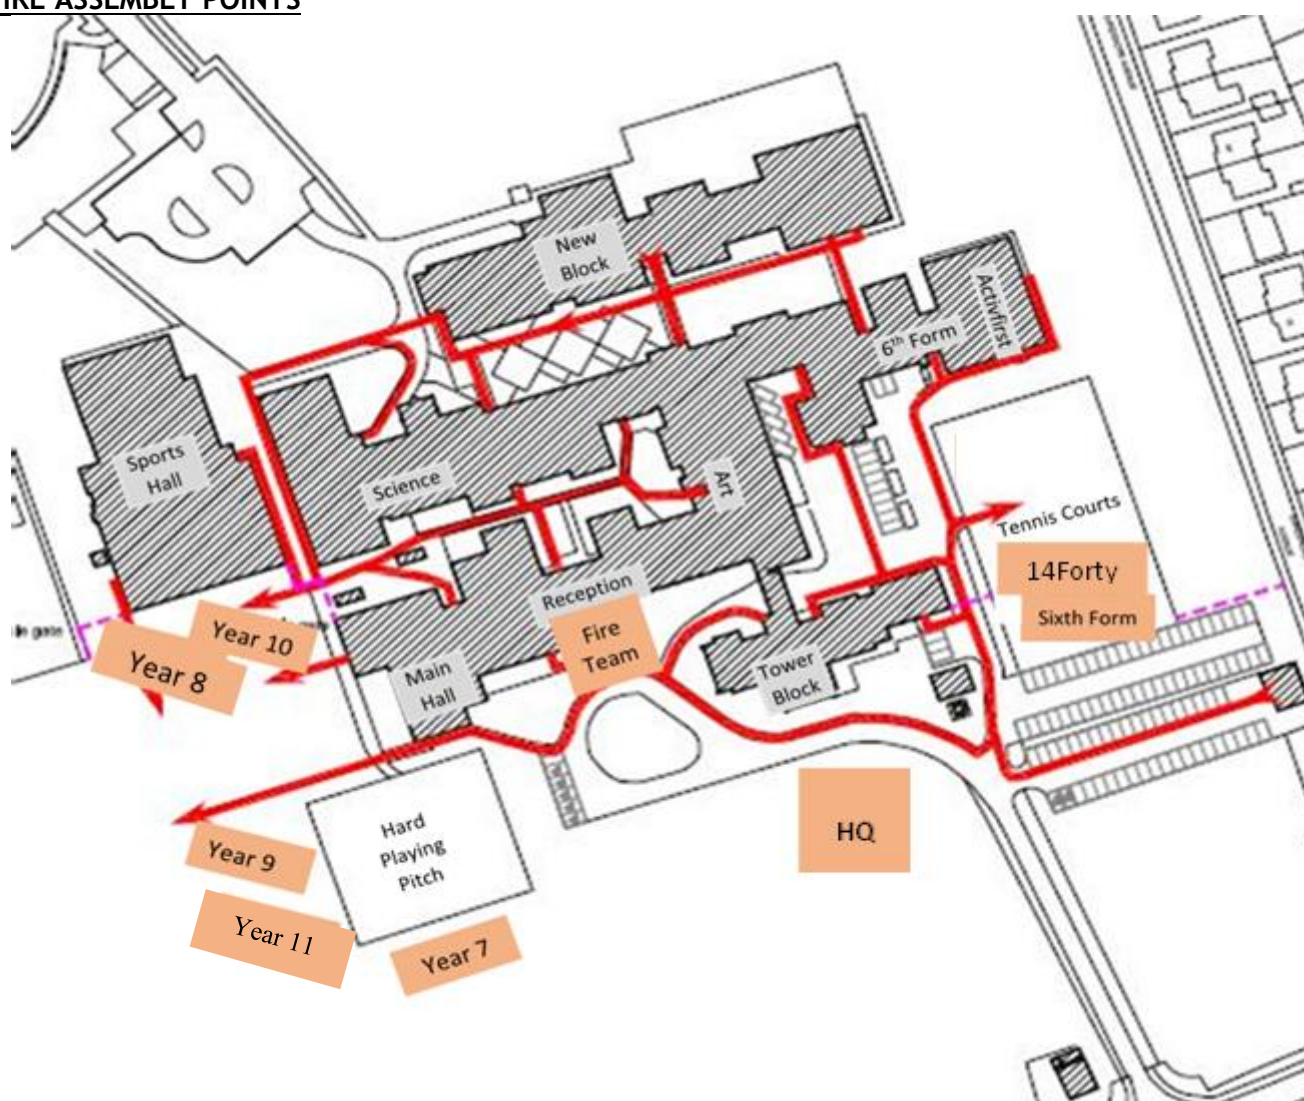 IRE ASSEMBLY POINTS
New
Block
Activfirst
6th Form
Sports
Hall
Science
Art
Tennis Courts
14Forty
Sixth Form
Reception
Fire
Team
Year 10
in gate
Year 8
Main
Hall
Tower
Block
Hard
Playing
Pitch
HQ
Year 9
Year 11
Year 7